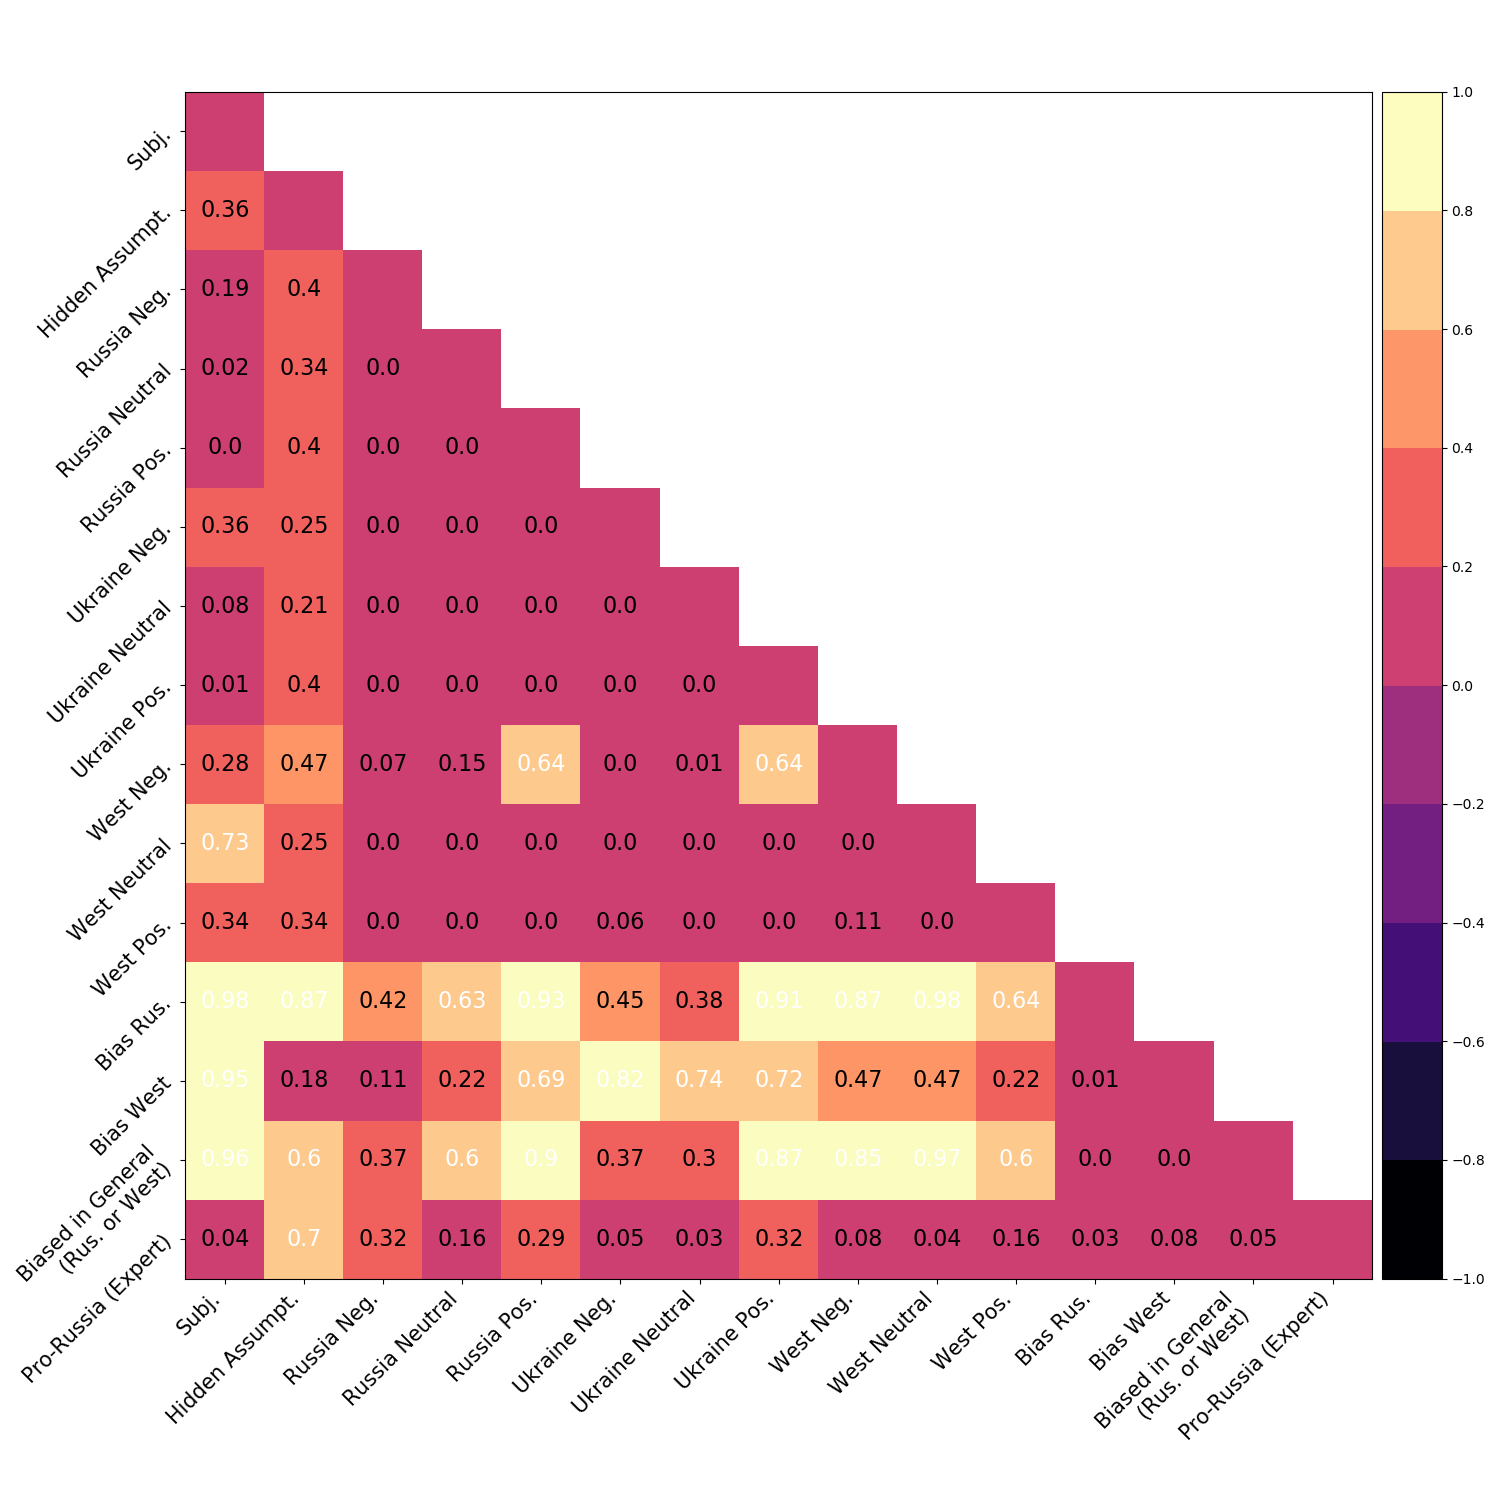 1.0
Subj.
0.36
Hidden Assumpt.
0.8
0.19 0.4
Russia Neg.
0.02 0.34 0.0
Russia Neutral
0.6
0.0 0.4 0.0 0.0
Russia Pos.
0.4
0.36 0.25 0.0 0.0 0.0
Ukraine Neg.
0.2
0.08 0.21 0.0 0.0 0.0 0.0
Ukraine Neutral
0.01 0.4 0.0 0.0 0.0 0.0 0.0
Ukraine Pos.
0.0
0.28 0.47 0.07 0.15 0.64 0.0 0.01 0.64
West Neg.
−0.2
0.73 0.25 0.0 0.0 0.0 0.0 0.0 0.0 0.0
West Neutral
0.34 0.34 0.0 0.0 0.0 0.06 0.0 0.0 0.11 0.0
West Pos.
−0.4
0.98 0.87 0.42 0.63 0.93 0.45 0.38 0.91 0.87 0.98 0.64
Bias Rus.
−0.6
0.95 0.18 0.11 0.22 0.69 0.82 0.74 0.72 0.47 0.47 0.22 0.01
Bias West
0.96 0.6 0.37 0.6 0.9 0.37 0.3 0.87 0.85 0.97 0.6 0.0 0.0
Biased in General
(Rus. or West)
−0.8
0.04 0.7 0.32 0.16 0.29 0.05 0.03 0.32 0.08 0.04 0.16 0.03 0.08 0.05
Pro-Russia (Expert)
−1.0
Subj.
Hidden Assumpt.
Russia Neg.
Russia Neutral
Russia Pos.
Ukraine Neg.
Ukraine Neutral
Ukraine Pos.
West Neg.
West Neutral
West Pos.
Bias Rus.
Bias West
Biased in General
(Rus. or West)
Pro-Russia (Expert)